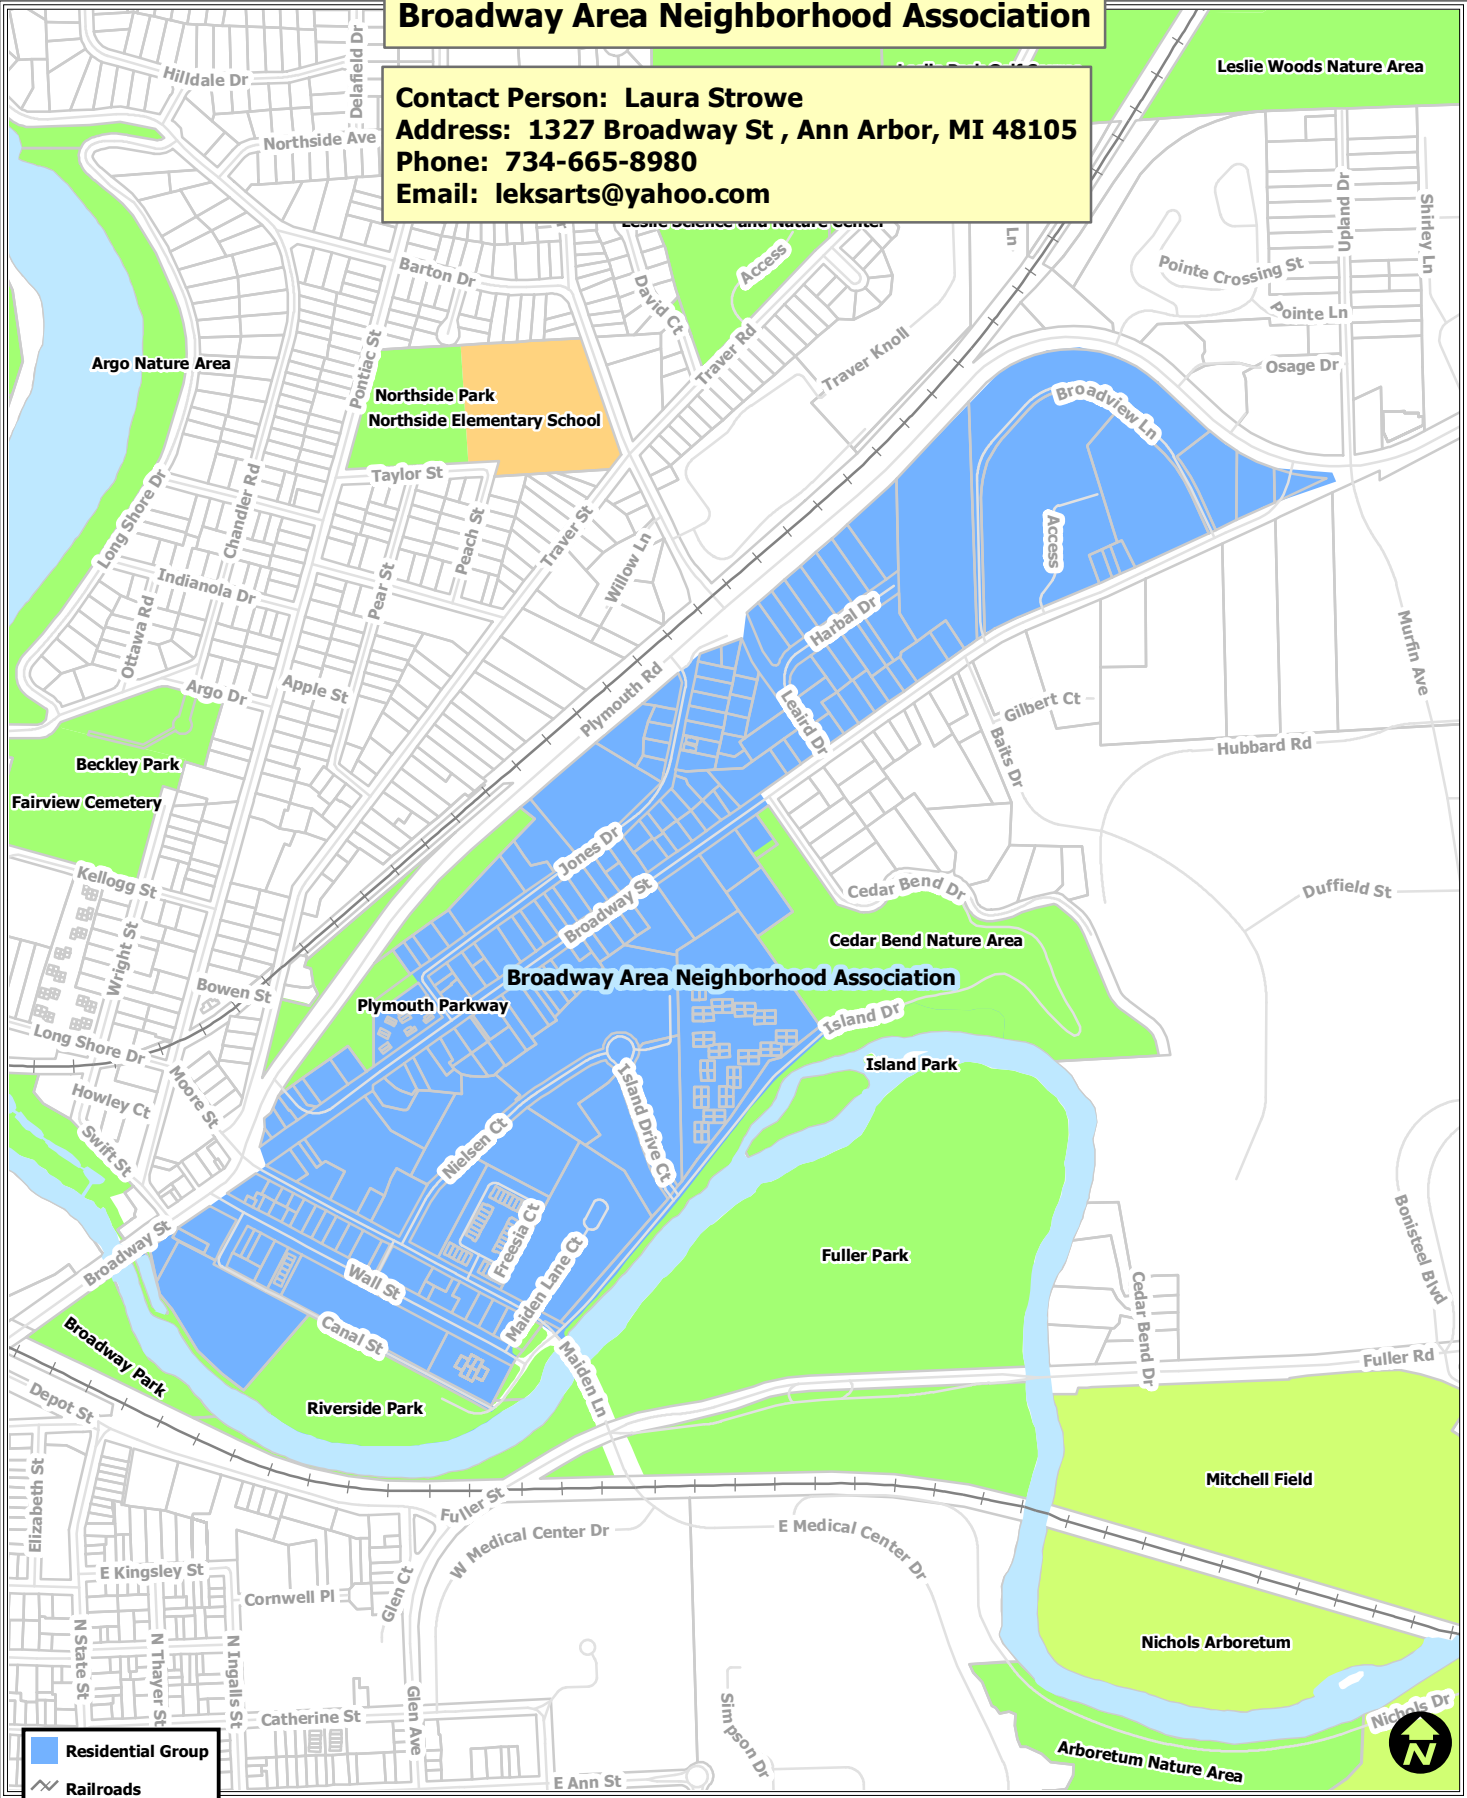 Broadway Area Neighborhood Association
Contact Person: Laura Strowe
Address: 1327 Broadway St , Ann Arbor, MI 48105
Phone: 734-665-8980
Email: leksarts@yahoo.com
Leslie Woods Nature Area
Hilldale Dr
Delafield Dr
Northside Ave
Leslie Science and Nature Center
Access
Ln
Upland Dr
Shirley Ln
Pointe Crossing St
Pointe Ln
Osage Dr
Barton Dr
David Ct
Traver Rd
Traver Knoll
Argo Nature Area
Pontiac St
Northside Park
Northside Elementary School
Broadview Ln
Taylor St
Long Shore Dr
Chandler Rd
Peach St
Traver St
Willow Ln
Access
Indianola Dr
Pear St
Ottawa Rd
Harbal Dr
Murfin Ave
Argo Dr
Apple St
Plymouth Rd
Leaird Dr
Gilbert Ct
Baits Dr
Hubbard Rd
Beckley Park
Fairview Cemetery
Jones Dr
Kellogg St
Broadway St
Cedar Bend Dr
Duffield St
Wright St
Cedar Bend Nature Area
Broadway Area Neighborhood Association
Bowen St
Plymouth Parkway
Island Dr
Long Shore Dr
Island Park
Moore St
Howley Ct
Island Drive Ct
Swift St
Nielsen Ct
Freesia Ct
Maiden Lane Ct
Fuller Park
Bonisteel Blvd
Broadway St
Wall St
Canal St
Cedar Bend Dr
Broadway Park
Maiden Ln
Fuller Rd
Depot St
Riverside Park
Elizabeth St
Mitchell Field
Fuller St
W Medical Center Dr
E Medical Center Dr
E Kingsley St
Cornwell Pl
Glen Ct
N State St
N Thayer St
N Ingalls St
Nichols Arboretum
Catherine St
Glen Ave
Simpson Dr
Nichols Dr
Arboretum Nature Area
E Ann St
N
Residential Group
Railroads